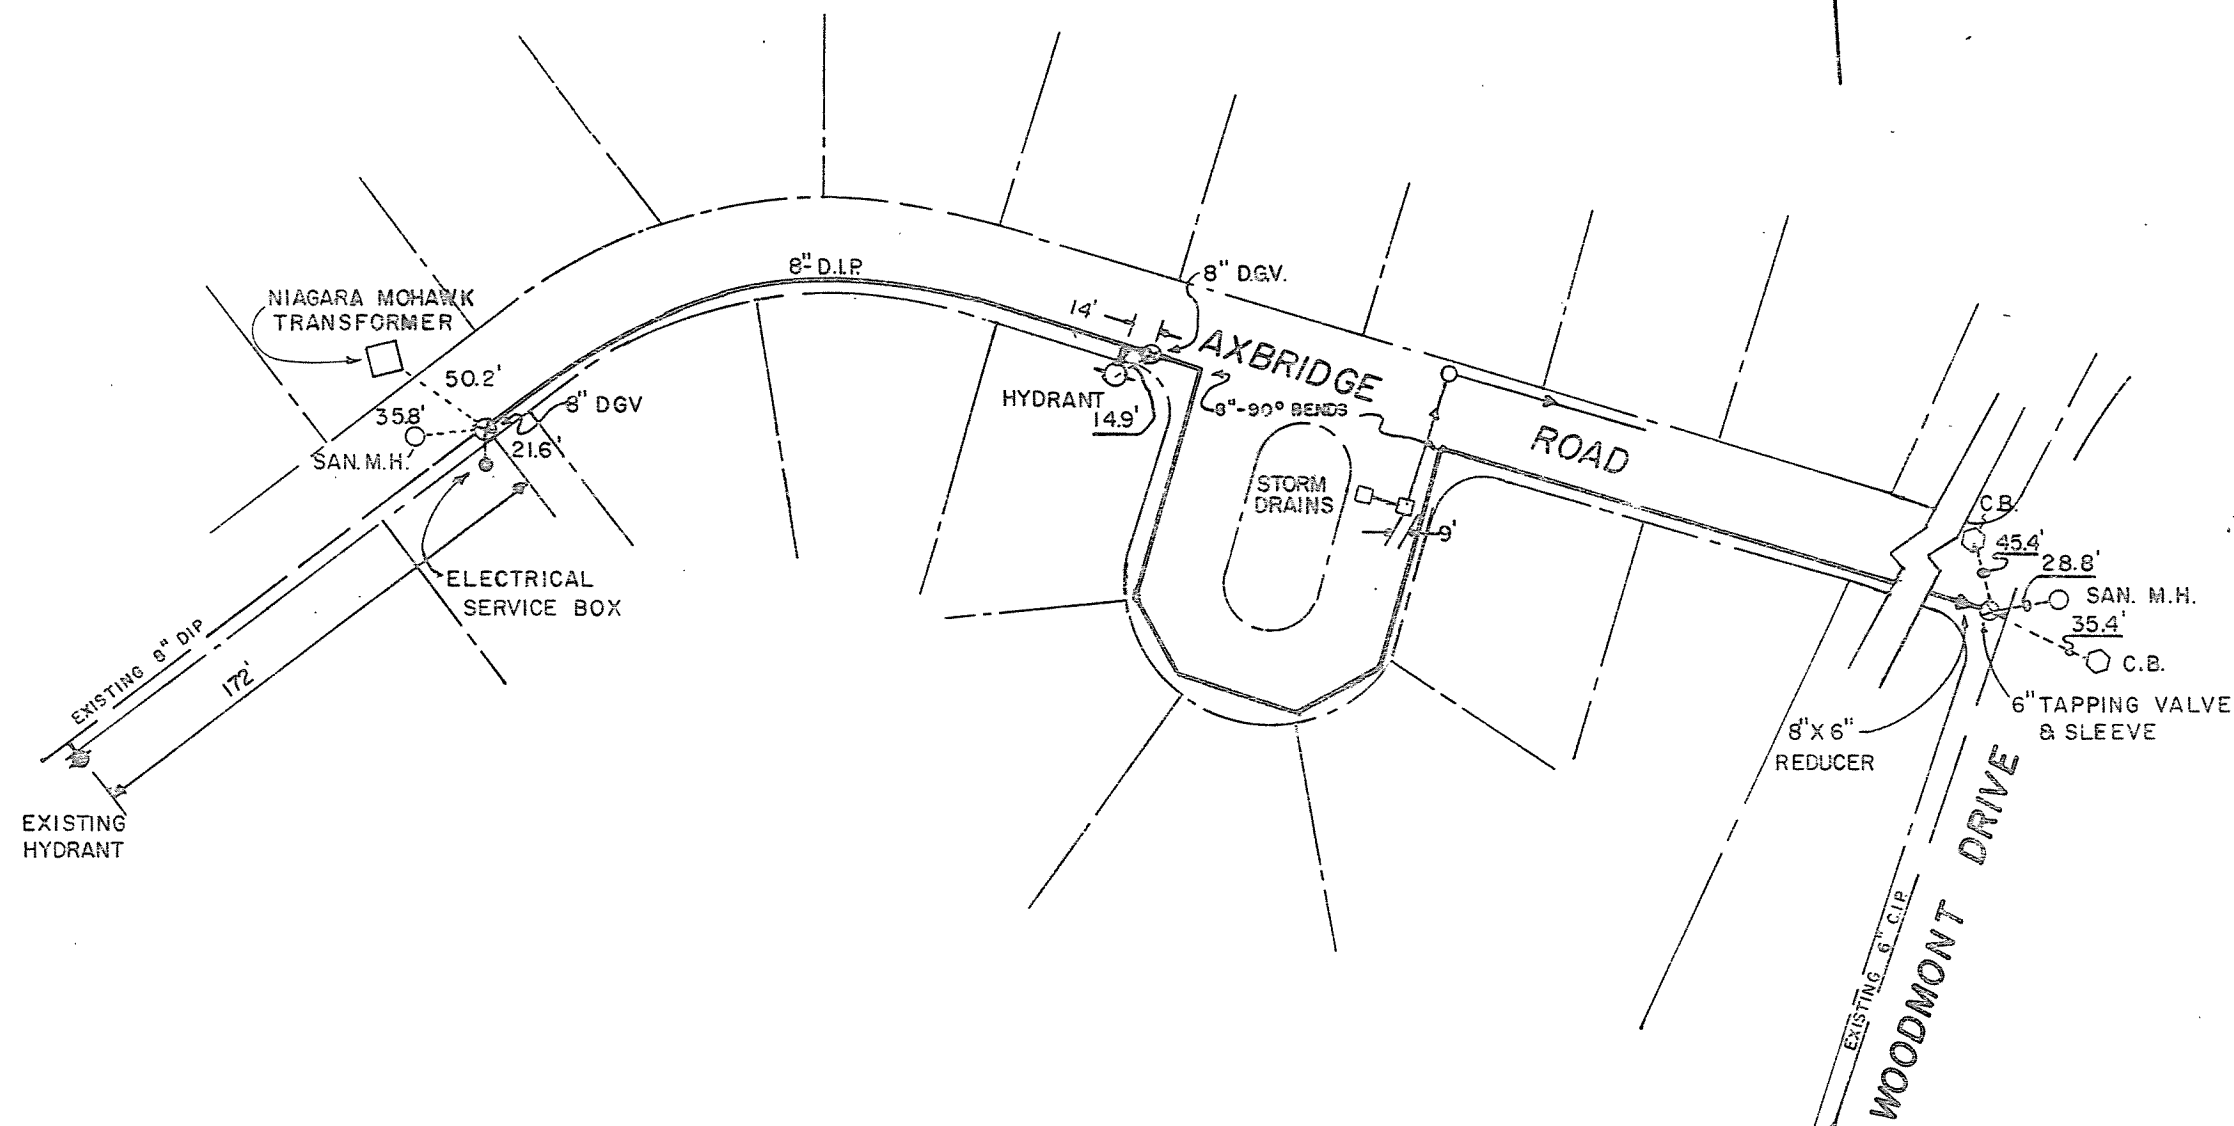 8" D.I.P.
8" D.G.V.
NIAGARA MOHAWK
TRANSFORMER
14'
AXBRIDGE
ROAD
50.2'
35.8'
8" DGV
21.6'
SAN. M.H.
HYDRANT
14.9'
8"-90° BENDS
STORM
DRAINS
9'
ELECTRICAL
SERVICE BOX
EXISTING 8" DIP
172'
EXISTING
HYDRANT
C.B.
45.4'
28.8'
SAN. M.H.
35.4'
C.B.
6" TAPPING VALVE
& SLEEVE
8" X 6"
REDUCER
EXISTING 6" C.I.P.
WOODMONT DRIVE